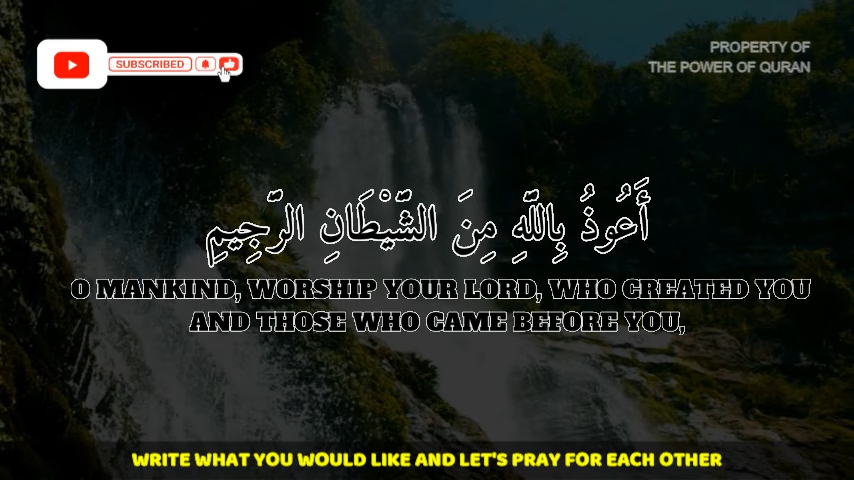 SUBSCRIBED
PROPERTY OF
THE POWER OF QURAN
أَعُوذُ بِاللَّهِ مِنَ الشَّيْطَانِ الرَّجِيمِ
O MANKIND, WORSHIP YOUR LORD, WHO CREATED YOU
AND THOSE WHO CAME BEFORE YOU,
WRITE WHAT YOU WOULD LIKE AND LET'S PRAY FOR EACH OTHER